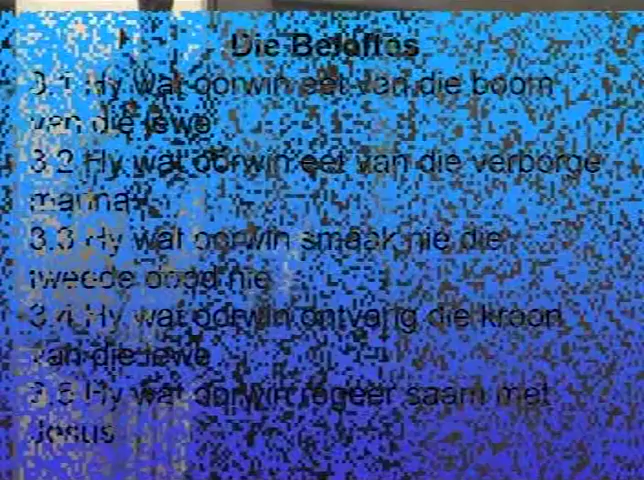 Die Beloftes
3.1 Hy wat oorwin eet van die boom
van die lewe
3.2 Hy wat oorwin eet van die verborge
manna
3.3 Hy wat oorwin smaak nie die
tweede dood nie
3.4 Hy wat oorwin ontvang die kroon
van die lewe
3.5 Hy wat oorwin regeer saam met
Jesus